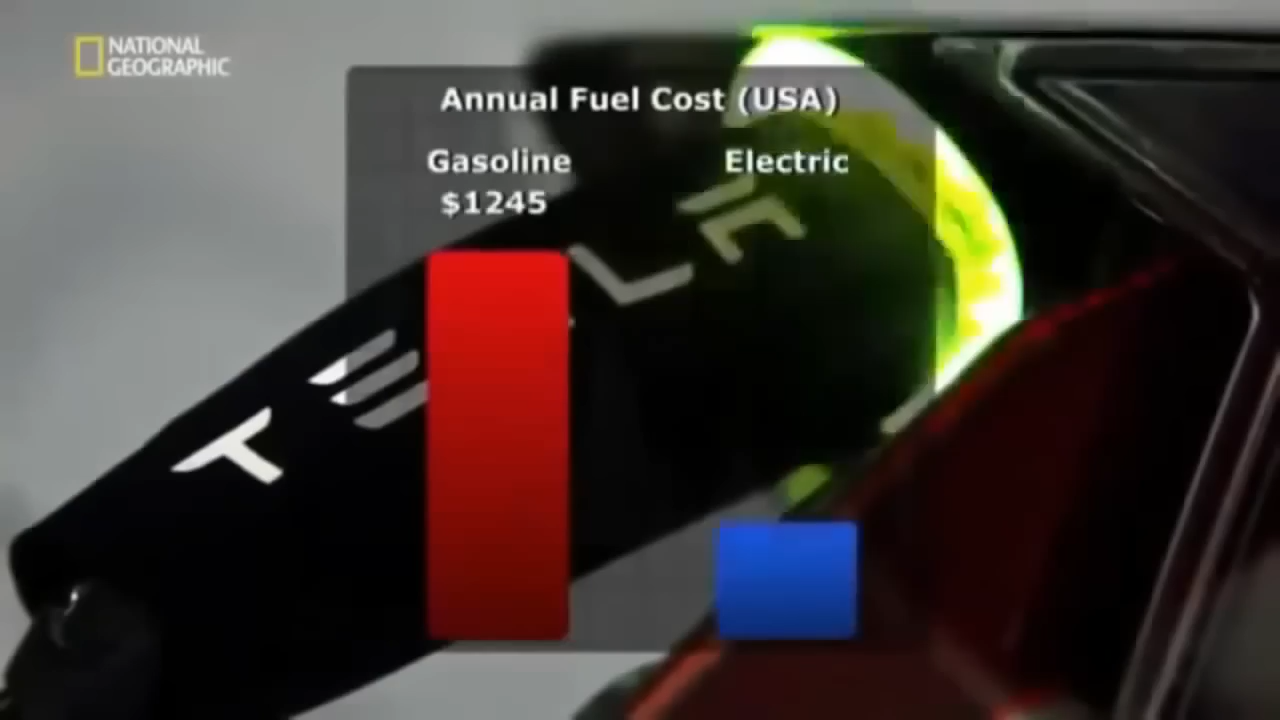 NATIONAL
GEOGRAPHIC
Annual Fuel Cost (USA)
Gasoline Electric
$1245
TESLA